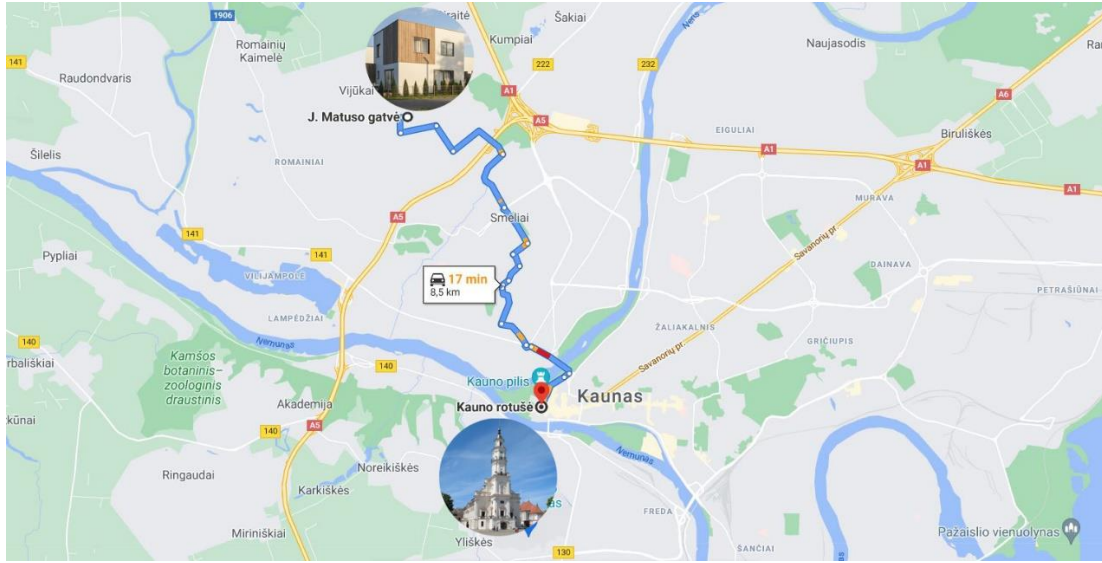 1906
Šakiai
Kumpiai
Naujasodis
Romainių
Kaimelė
141
141
222
232
Raudondvaris
A1
A6
Vijūkai
J. Matuso gatvė
A5
Biruliškės
EIGULIAI
A1
A1
A1
Šilelis
ROMAINIAI
MURAVA
A5
Smėliai
Neris
141
Savanorių pr
Pypliai
141
DAINAVA
VILIJAMPOLĖ
17 min
8,5 km
PETRAŠIŪNAI
LAMPĖDŽIAI
ŽALIAKALNIS
Nemunas
GRIČIUPIS
140
Savanorių pr
Kamšos
botaninis–
zoologinis
draustinis
140
Kauno pilis
Kaunas
Akademija
Kauno rotušė
A5
140
Noreikiškės
Nemunas
Ringaudai
Karkiškės
FREDA
Miriniškiai
Yliškės
Pažaislio vienuolynas
130
ŠANČIAI